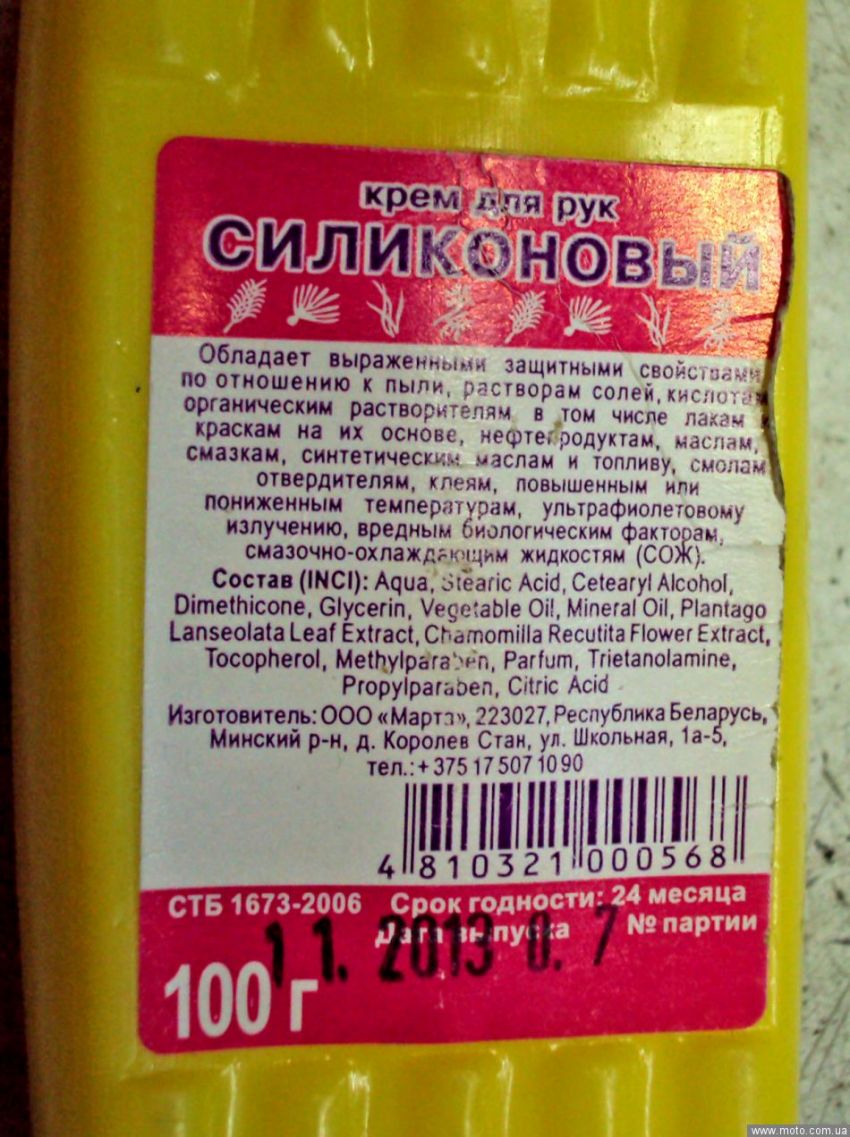 крем для рук
СИЛИКОНОВЫЙ
Обладает выраженными защитными свойствами
по отношению к пыли, растворам солей, кислотам
органическим растворителям в том числе лакам и
краскам на их основе, нефтегродуктам, маслам,
смазкам, синтетическим маслам и топливу, смолам
отвердителям, клеям, повышенным или
пониженным температурам, ультрафиолетовому
излучению, вредным биологическим факторам,
смазочно-охлаждающим жидкостям (СОЖ).
Состав (INCI): Aqua, Stearic Acid, Cetearyl Alcohol,
Dimethicone, Glycerin, Vegetable Oil, Mineral Oil, Plantago
Lanseolata Leaf Extract, Chamomilla Recutita Flower Extract,
Tocopherol, Methylparaben, Parfum, Trietanolamine,
Propylparaben, Citric Acid
Изготовитель: ООО «Марта», 223027, Республика Беларусь,
Минский р-н, д. Королев Стан, ул. Школьная, 1а-5,
тел.: +375 17 507 10 90
4 810321 000568
СТБ 1673-2006 Срок годности: 24 месяца
Дата выпуска № партии
11. 2013 0. 7
100 г
www.moto.com.ua